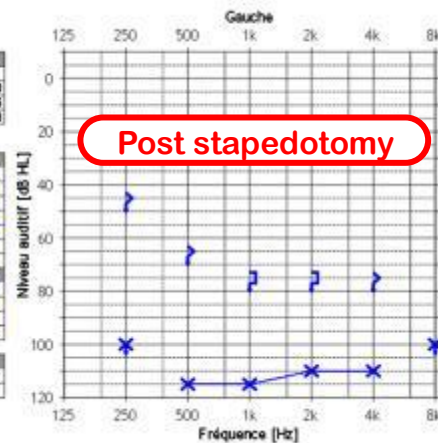 Gauche
125 250 500 1k 2k 4k 8k
0
20
Post stapedotomy
40
60
80
100
120
Niveau auditif [dB HL]
125 250 500 1k 2k 4k 8k
Fréquence [Hz]